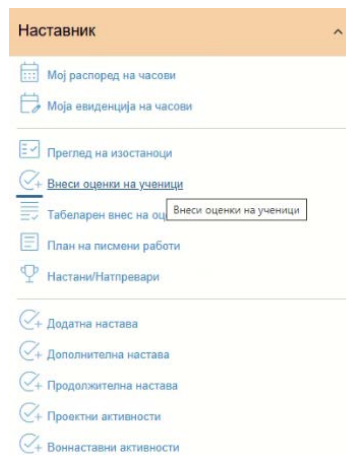 Наставник
Мој распоред на часови
Моја евиденција на часови
Преглед на изостаноци
Внеси оценки на ученици
Табеларен внес на оц
Внеси оценки на ученици
План на писмени работи
Настани/Натпревари
Додатна настава
Дополнителна настава
Продолжителна настава
Проектни активности
Воннаставни активности